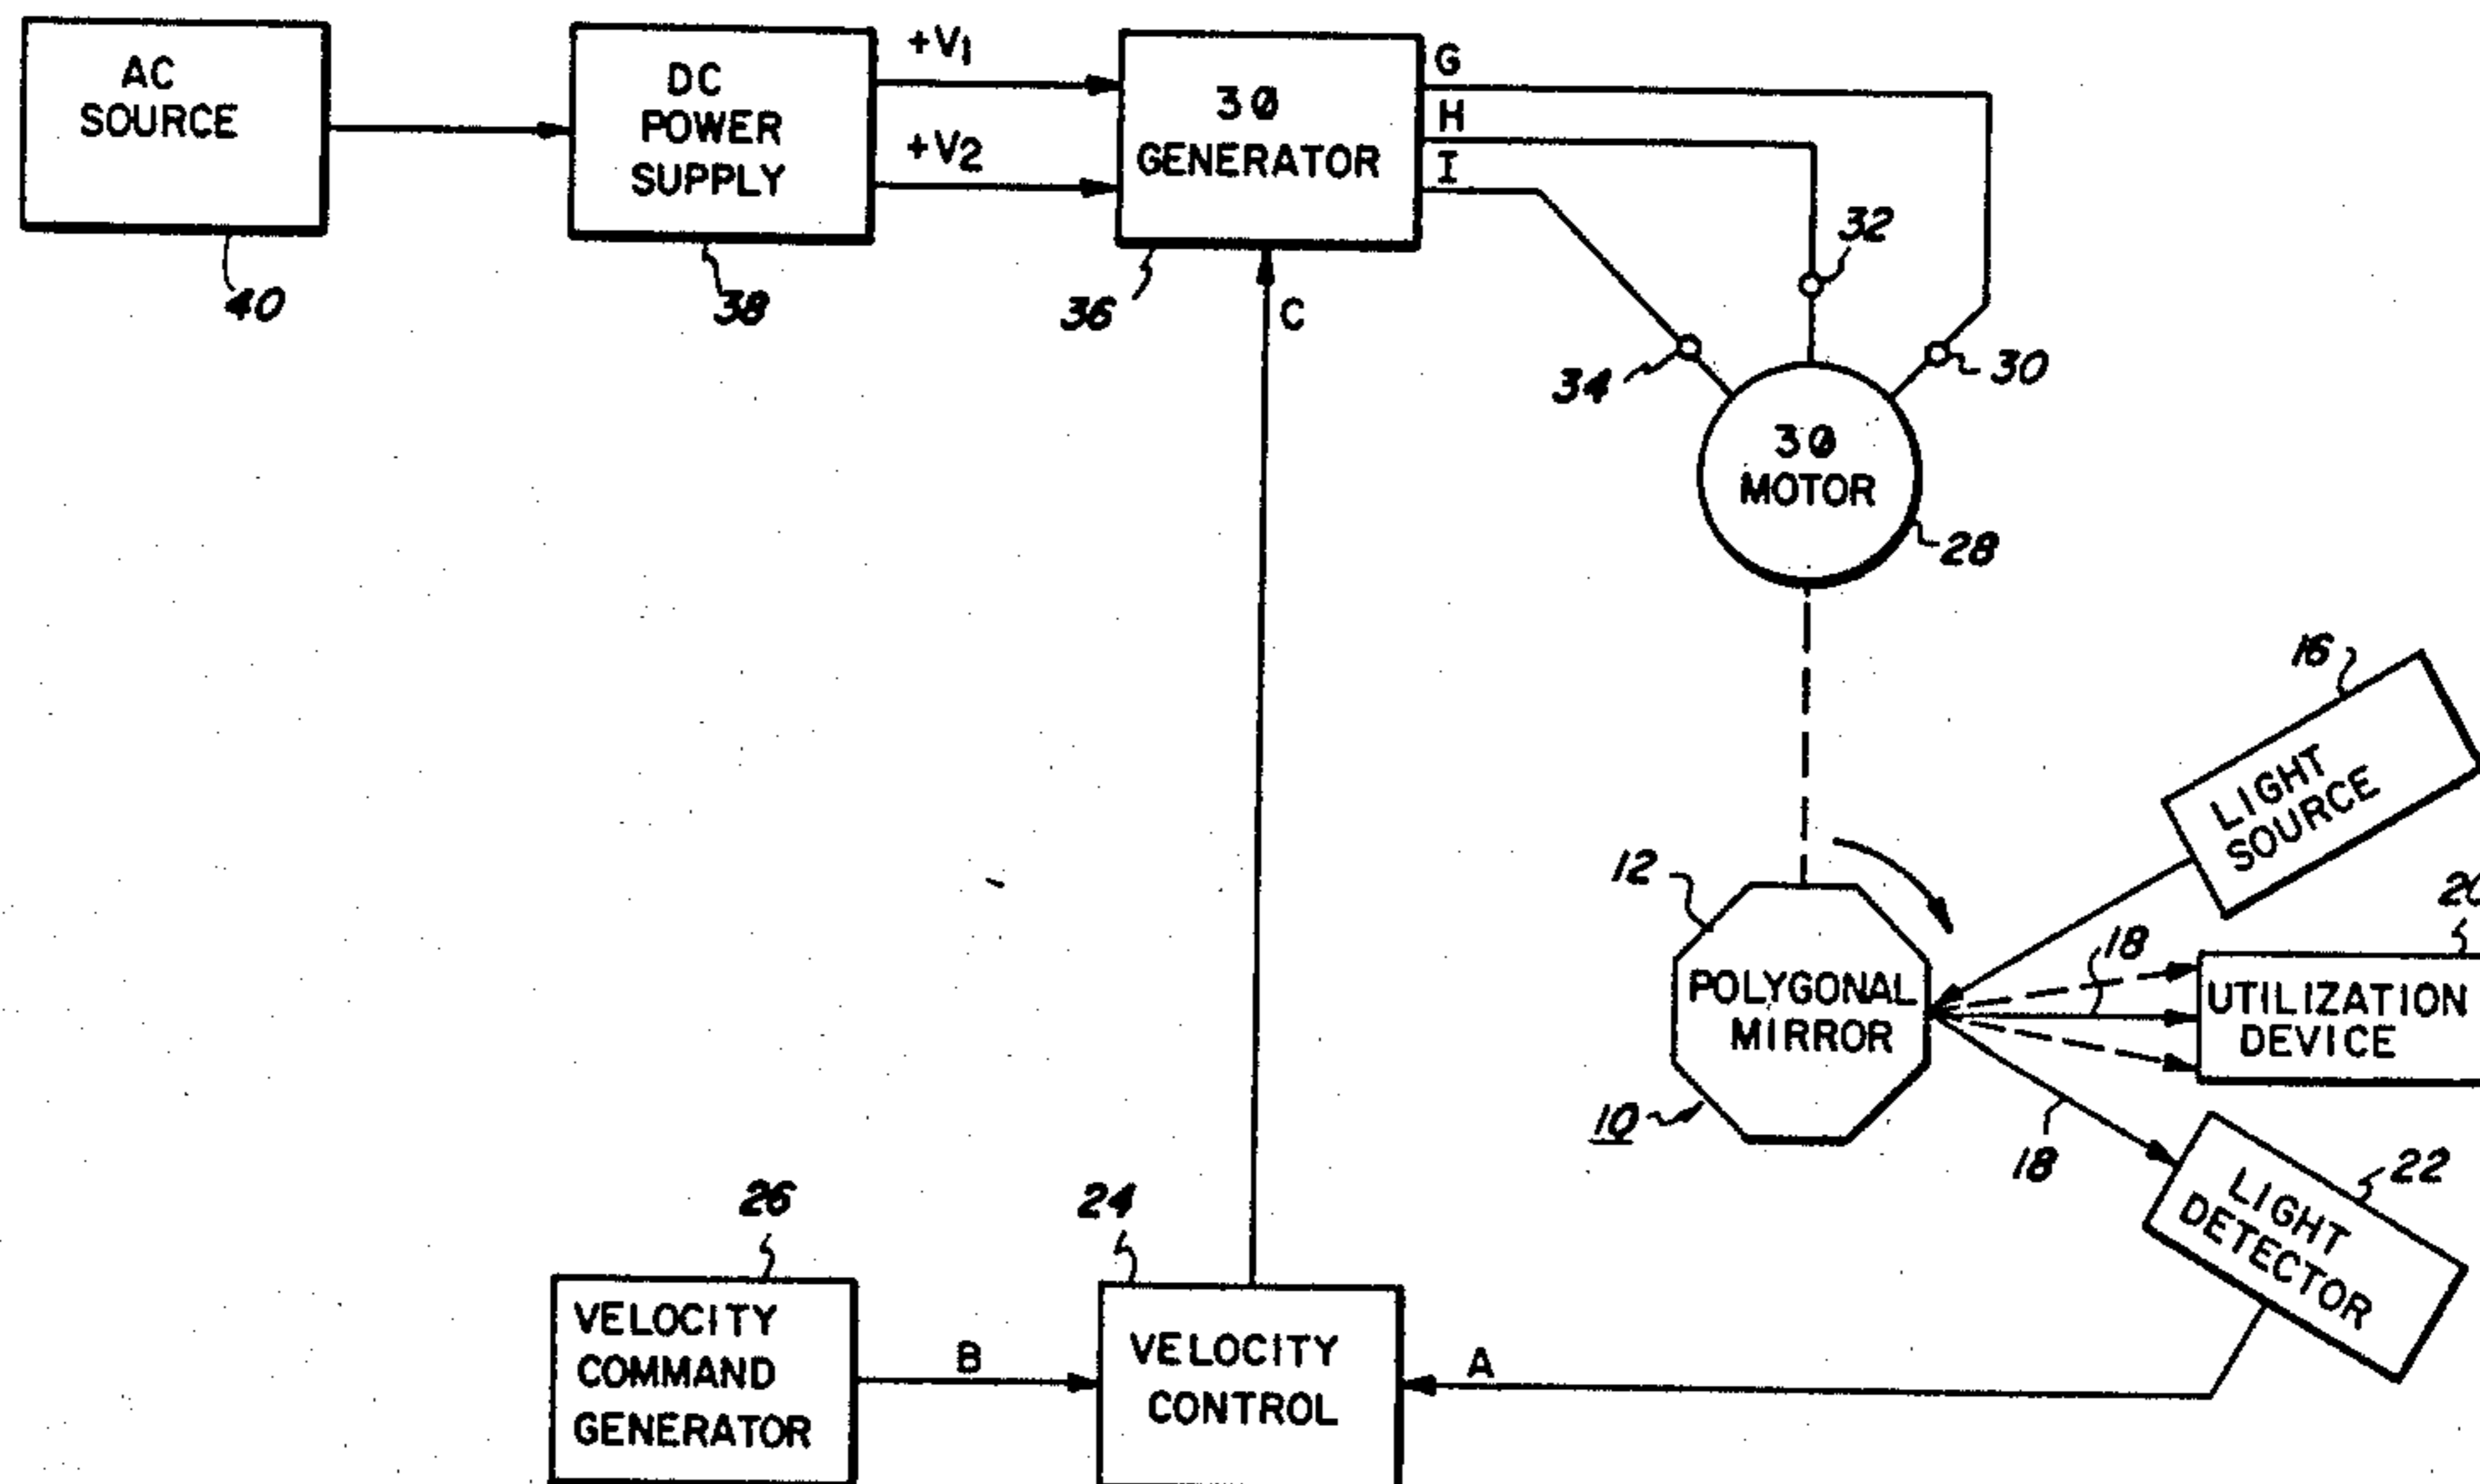 AC
SOURCE
40
DC
POWER
SUPPLY
38
+V1
+V2
3Ø
GENERATOR
36
G
H
I
C
32
34
30
3Ø
MOTOR
28
16
LIGHT
SOURCE
12
POLYGONAL
MIRROR
10
18
20
UTILIZATION
DEVICE
18
22
LIGHT
DETECTOR
26
VELOCITY
COMMAND
GENERATOR
B
24
VELOCITY
CONTROL
A